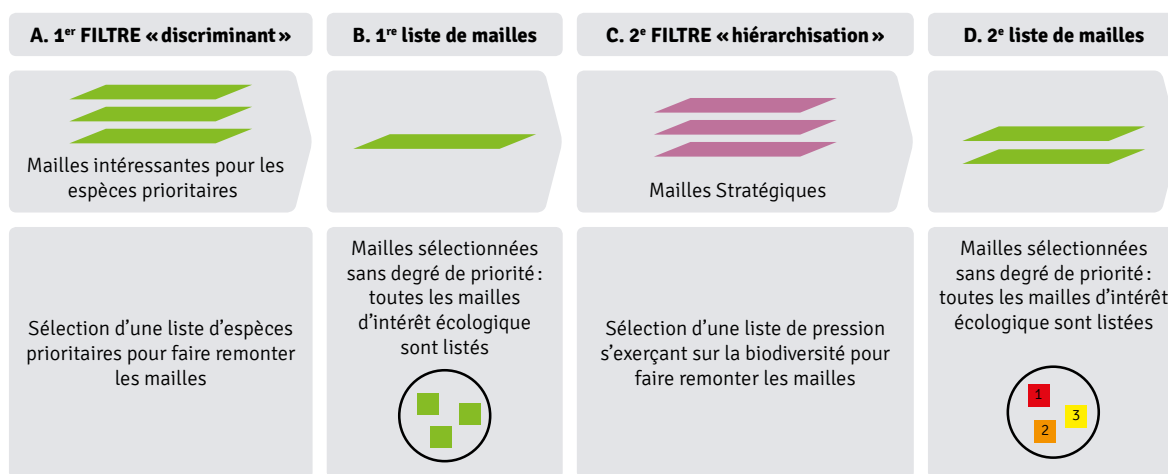 A. 1er FILTRE « discriminant »
B. 1re liste de mailles
C. 2e FILTRE « hiérarchisation »
D. 2e liste de mailles
Mailles intéressantes pour les
espèces prioritaires
Mailles Stratégiques
Sélection d’une liste d’espèces
prioritaires pour faire remonter
les mailles
Mailles sélectionnées
sans degré de priorité :
toutes les mailles
d’intérêt écologique
sont listés
Sélection d’une liste de pression
s’exerçant sur la biodiversité pour
faire remonter les mailles
Mailles sélectionnées
sans degré de priorité :
toutes les mailles d’intérêt
écologique sont listées
1
3
2